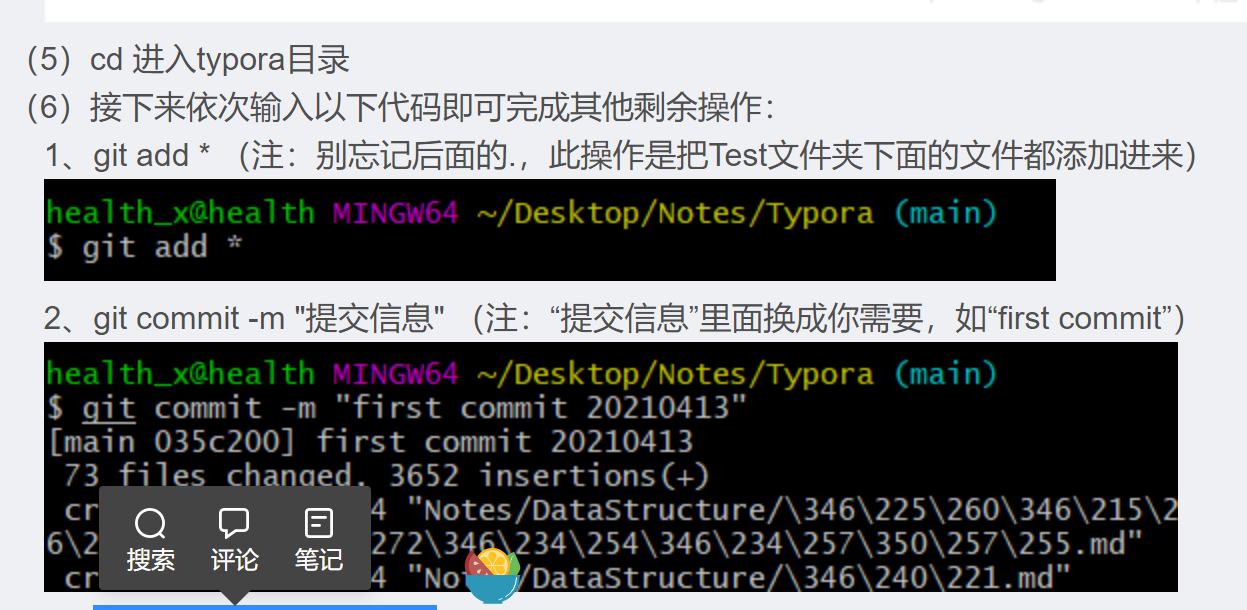 （5）cd 进入typora目录
（6）接下来依次输入以下代码即可完成其他剩余操作：
1、git add * （注：别忘记后面的.，此操作是把Test文件夹下面的文件都添加进来）
health_x@health MINGW64 ~/Desktop/Notes/Typora (main)
$ git add *
2、git commit -m "提交信息" （注：“提交信息”里面换成你需要，如“first commit”）
health_x@health MINGW64 ~/Desktop/Notes/Typora (main)
$ git commit -m "first commit 20210413"
[main 035c200] first commit 20210413
73 files changed, 3652 insertions(+)
cr 4 "Notes/DataStructure/\346\225\260\346\215\2
6\2 272\346\234\254\346\234\257\350\257\255.md"
cr 4 "No /DataStructure/\346\240\221.md"
搜索 评论 笔记